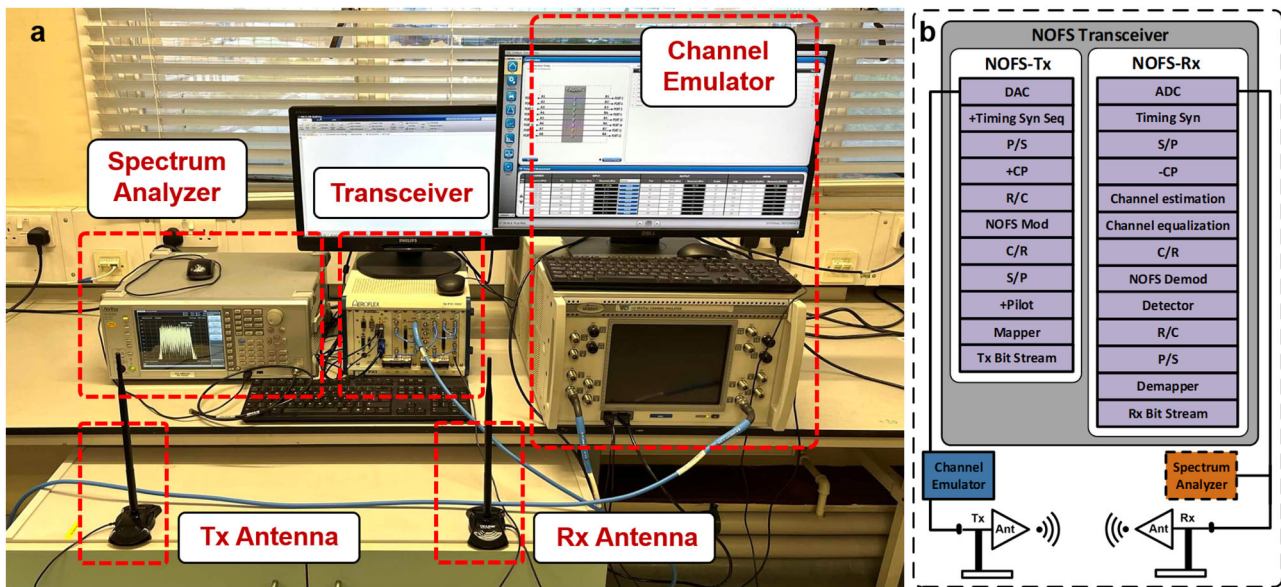 a
Channel
Emulator
Spectrum
Analyzer
Transceiver
PHILIPS
DELL
Anritsu
AEROFLEX
Tx Antenna
Rx Antenna
b
NOFS Transceiver
NOFS-Tx
DAC
+Timing Syn Seq
P/S
+CP
R/C
NOFS Mod
C/R
S/P
+Pilot
Mapper
Tx Bit Stream
NOFS-Rx
ADC
Timing Syn
S/P
-CP
Channel estimation
Channel equalization
C/R
NOFS Demod
Detector
R/C
P/S
Demapper
Rx Bit Stream
Channel
Emulator
Spectrum
Analyzer
Tx
Ant
Ant
Rx